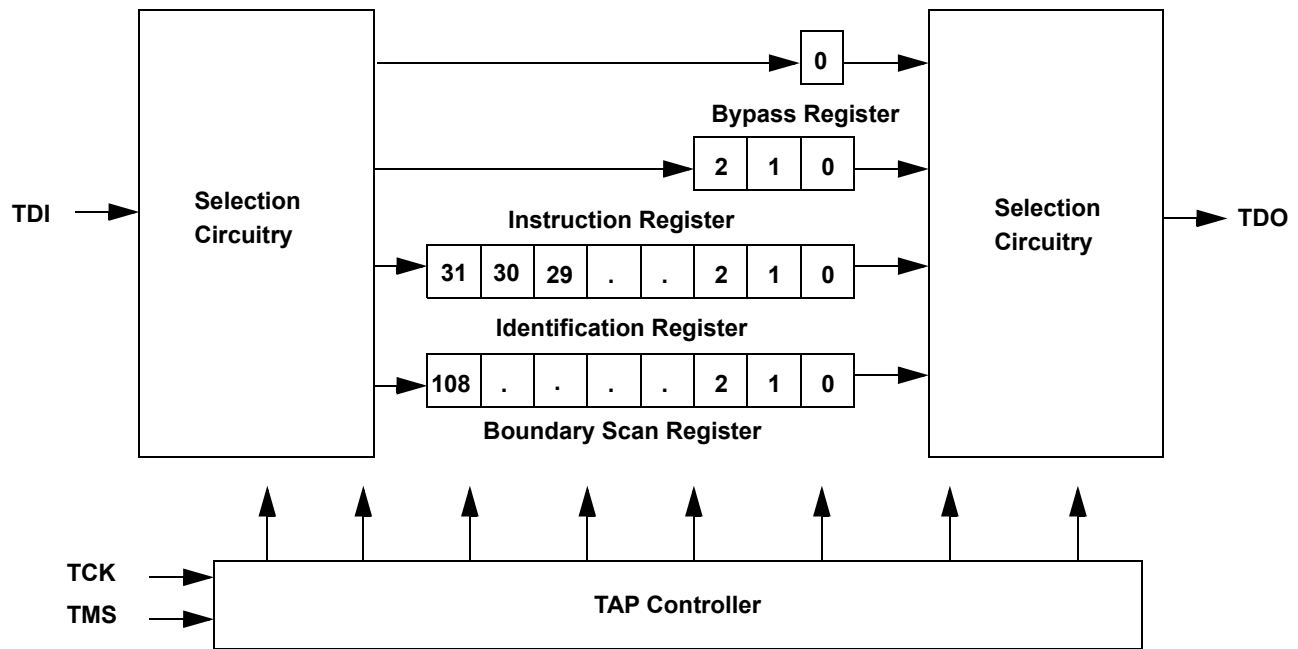 0
Bypass Register
2 1 0
TDI
Selection
Circuitry
Instruction Register
31 30 29 . . 2 1 0
Identification Register
108 . . . . 2 1 0
Boundary Scan Register
Selection
Circuitry
TDO
TCK
TMS
TAP Controller